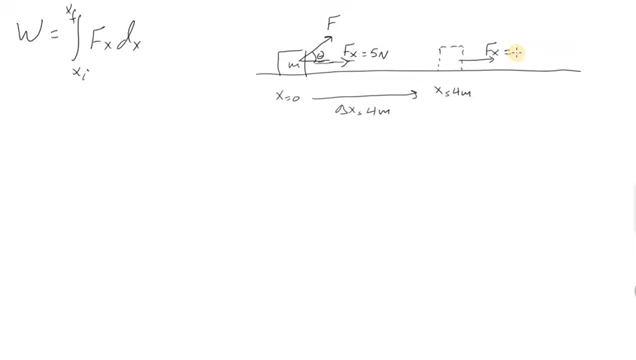 W = ∫ Fx dx
xf
xi
F
θ
m
Fx = 5N
Fx =
x=0
Δx=4m
x=4m